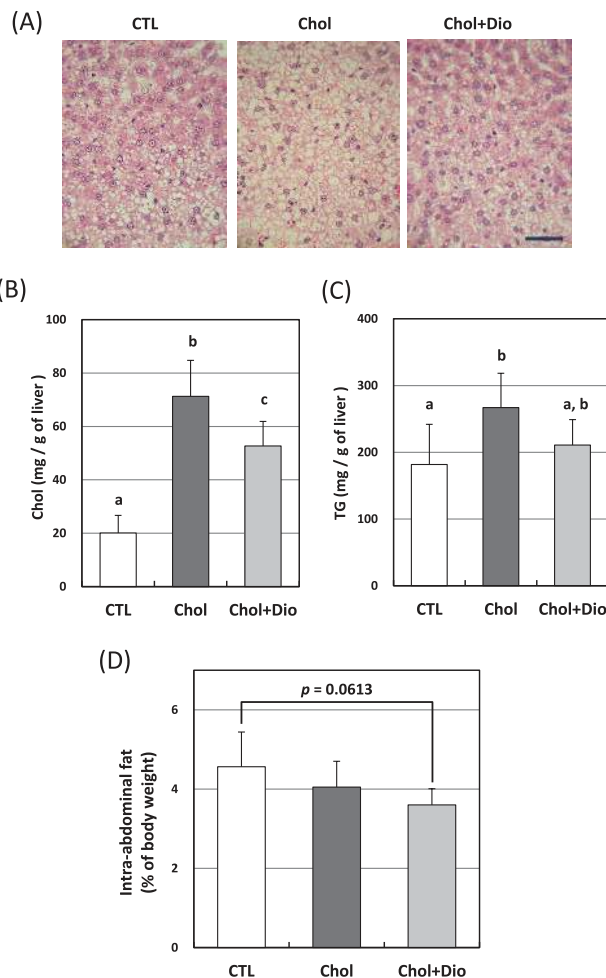 (A)
CTL Chol Chol+Dio
(B)
Chol (mg / g of liver )
100
80
60
40
20
0
a
b
c
CTL Chol Chol+Dio
(C)
TG (mg / g of liver )
400
300
200
100
0
a
b
a, b
CTL Chol Chol+Dio
(D)
Intra-abdominal fat
(% of body weight)
6
4
2
0
p = 0.0613
CTL Chol Chol+Dio